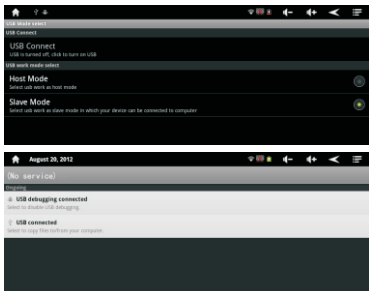 USB Mode select
USB Connect
USB Connect
USB is turned off, click to turn on USB
USB work mode select
Host Mode
Select usb work as host mode
Slave Mode
Select usb work as slave mode in which your device can be connected to computer
August 20, 2012
(No service)
Ongoing
USB debugging connected
Select to disable USB debugging.
USB connected
Select to copy files to/from your computer.